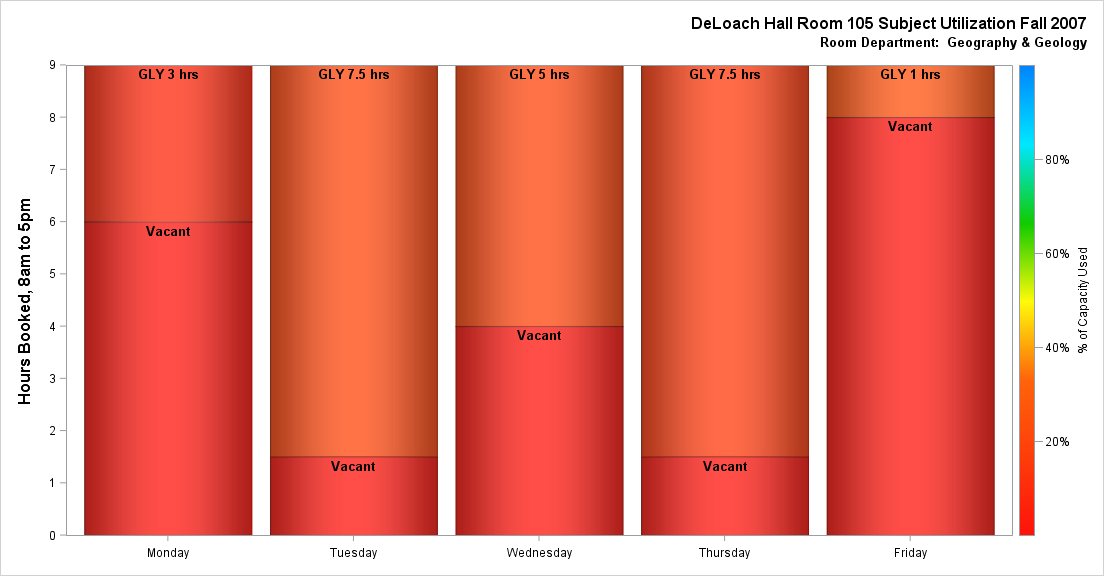 DeLoach Hall Room 105 Subject Utilization Fall 2007
Room Department: Geography & Geology
Hours Booked, 8am to 5pm
9
8
7
6
5
4
3
2
1
0
GLY 3 hrs
Vacant
GLY 7.5 hrs
Vacant
GLY 5 hrs
Vacant
GLY 7.5 hrs
Vacant
GLY 1 hrs
Vacant
Monday
Tuesday
Wednesday
Thursday
Friday
80%
60%
40%
20%
% of Capacity Used